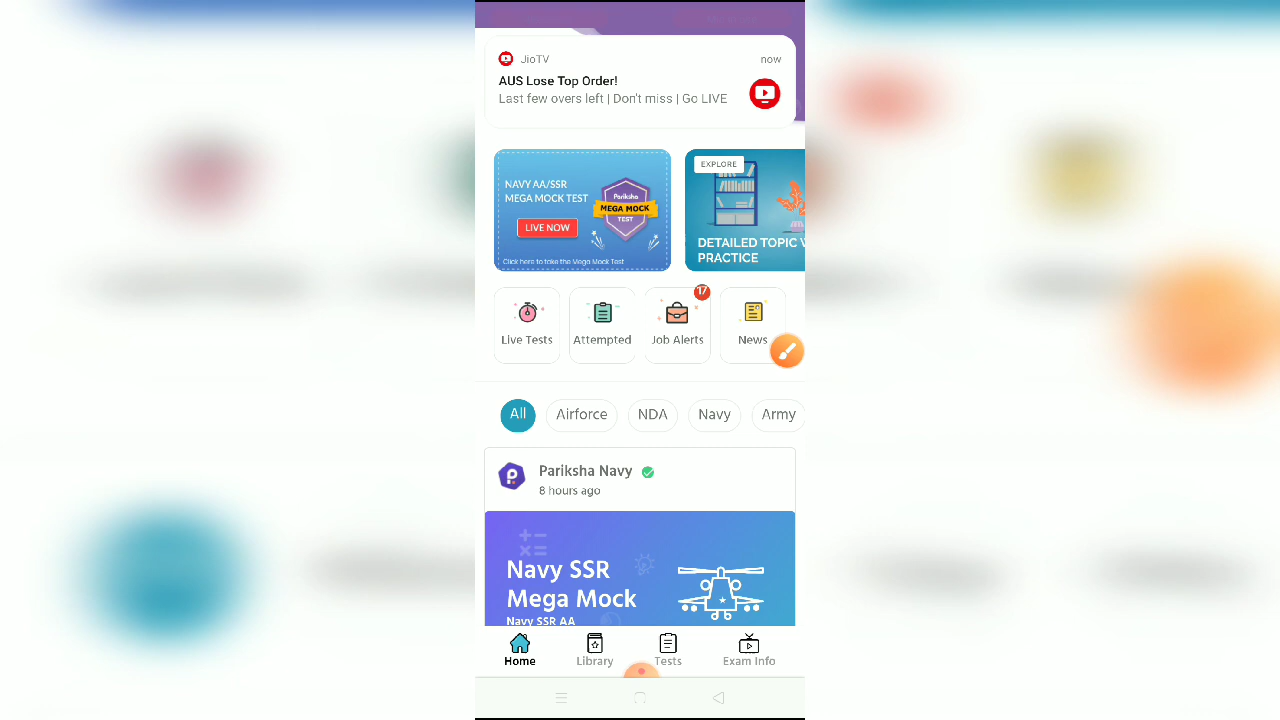 JioTV now
AUS Lose Top Order!
Last few overs left | Don't miss | Go LIVE
NAVY AA/SSR
MEGA MOCK TEST
LIVE NOW
Click here to take the Mega Mock Test
Pariksha
MEGA MOCK
TEST
EXPLORE
DETAILED TOPIC
PRACTICE
Live Tests
Attempted
17
Job Alerts
News
All Airforce NDA Navy Army
Pariksha Navy
8 hours ago
Navy SSR
Mega Mock
Navy SSR AA
Home Library Tests Exam Info